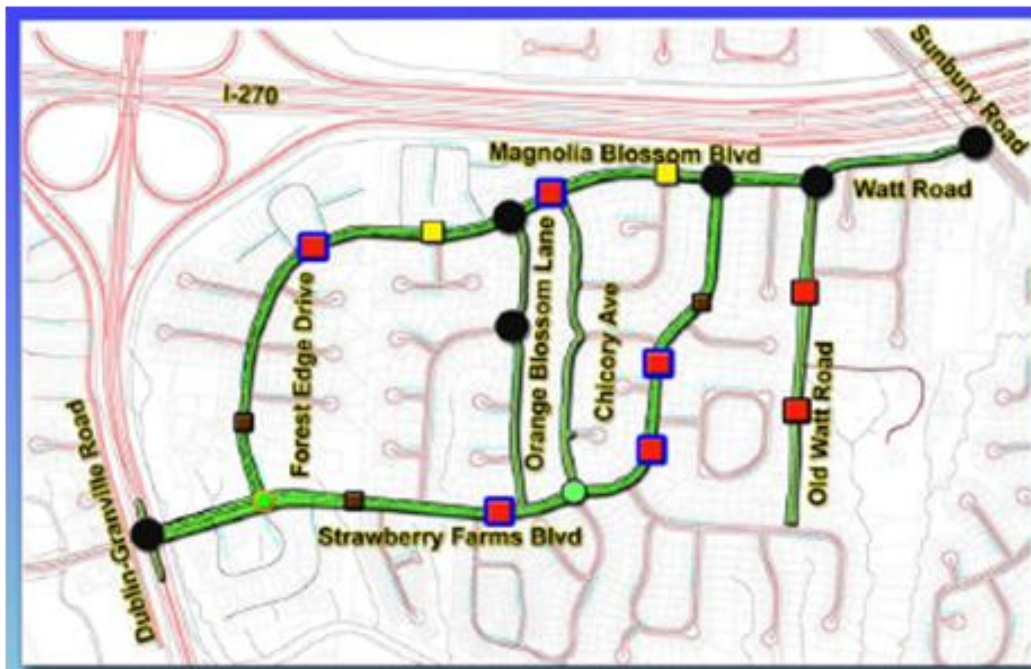 Sunbury Road
I-270
Magnolia Blossom Blvd
Watt Road
Forest Edge Drive
Orange Blossom Lane
Chicory Ave
Old Watt Road
Dublin-Granville Road
Strawberry Farms Blvd